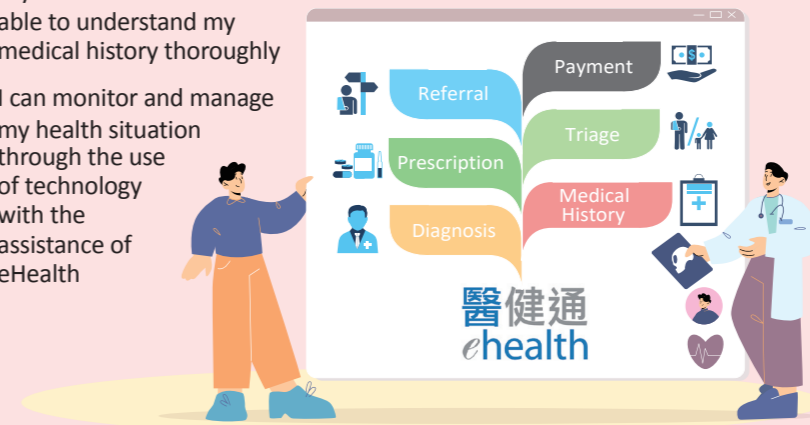 able to understand my
medical history thoroughly
I can monitor and manage
my health situation
through the use
of technology
with the
assistance of
eHealth
Payment
Referral
Triage
Prescription
Medical
History
Diagnosis
醫健通
ehealth